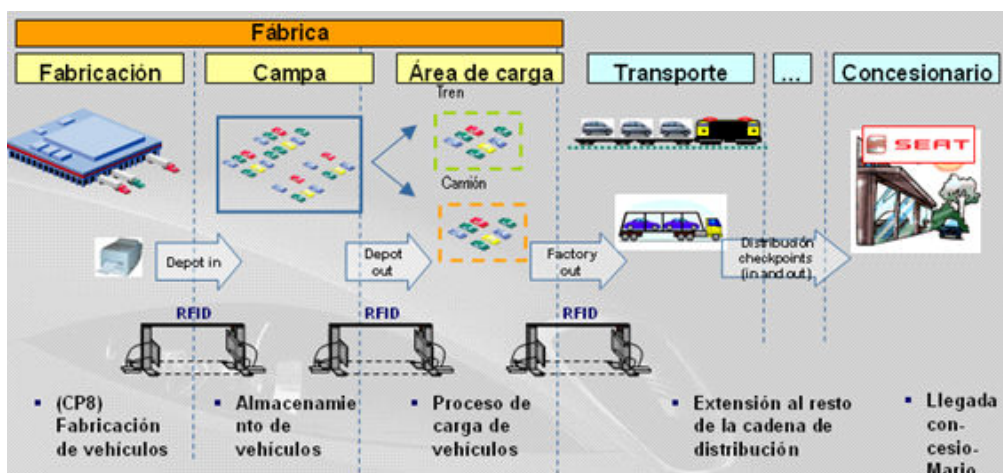 Fábrica
Fabricación
Campa
Área de carga
Transporte
...
Concesionario
Tren
Camión
SEAT
Depot in
Depot
out
Factory
out
Distribución
checkpoints
(in and out)
RFID
RFID
RFID
(CP8)
Fabricación
de vehículos
Almacenamie
nto de
vehículos
Proceso de
carga de
vehículos
Extensión al resto
de la cadena de
distribución
Llegada
con-
cesio-
Mario